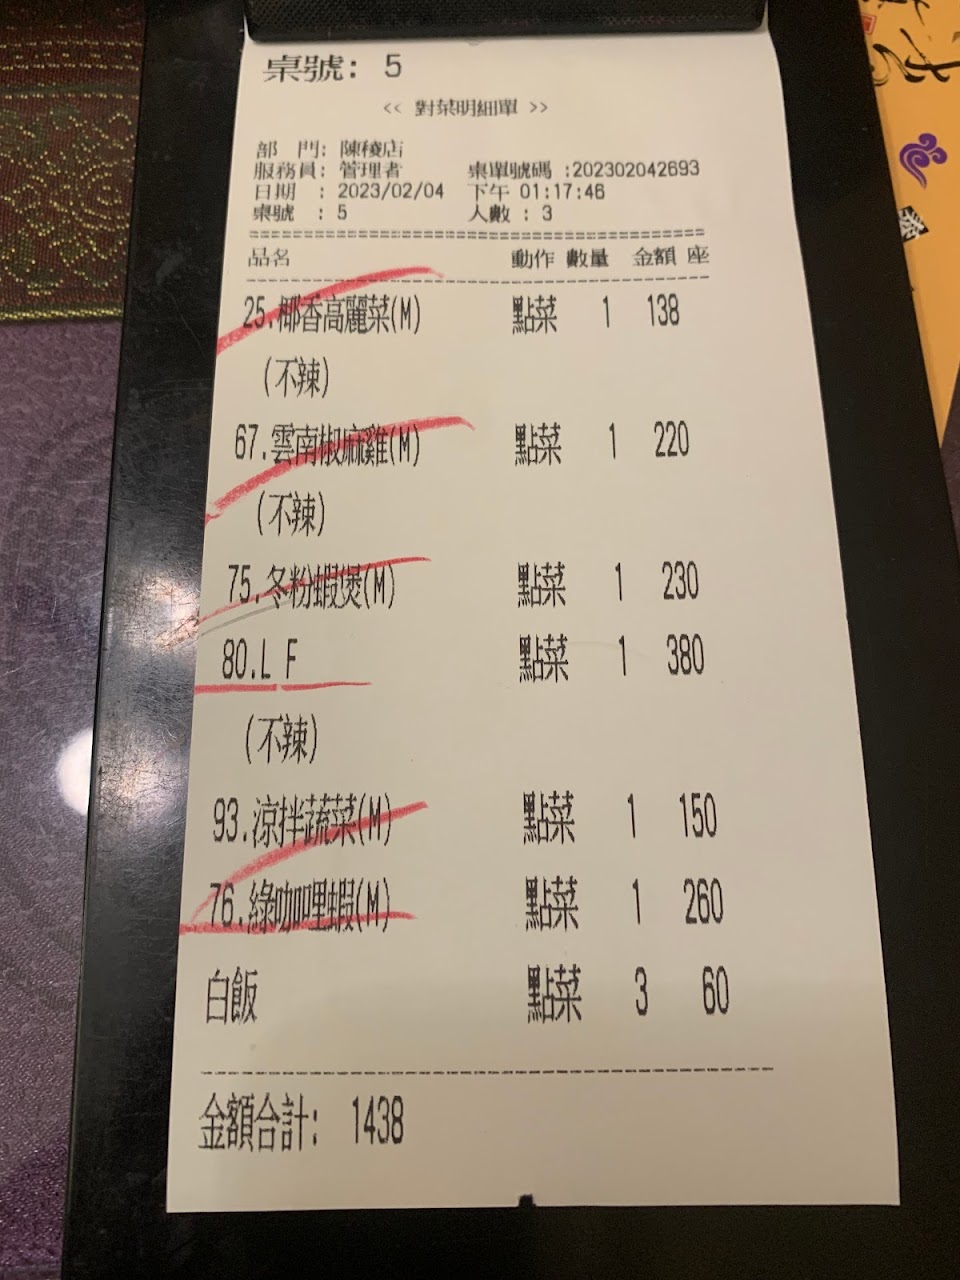 桌號: 5
<< 對菜明細單 >>
部 門: 陳稜店
服務員: 管理者 桌單號碼 :202302042693
日期 : 2023/02/04 下午 01:17:46
桌號 : 5 人數 : 3
品名 動作 數量 金額 座
25.椰香高麗菜(M) 點菜 1 138
(不辣)
67.雲南椒麻雞(M) 點菜 1 220
(不辣)
75.冬粉蝦煲(M) 點菜 1 230
80.L F 點菜 1 380
(不辣)
93.涼拌蔬菜(M) 點菜 1 150
76.綠咖哩蝦(M) 點菜 1 260
白飯 點菜 3 60
金額合計: 1438